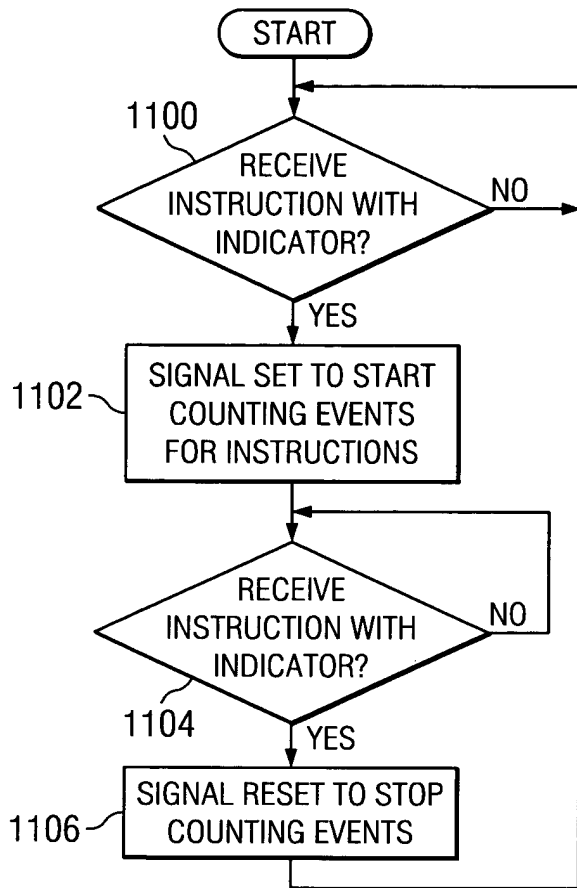 START
1100
RECEIVE
INSTRUCTION WITH
INDICATOR?
NO
YES
1102
SIGNAL SET TO START
COUNTING EVENTS
FOR INSTRUCTIONS
RECEIVE
INSTRUCTION WITH
INDICATOR?
NO
1104
YES
1106
SIGNAL RESET TO STOP
COUNTING EVENTS